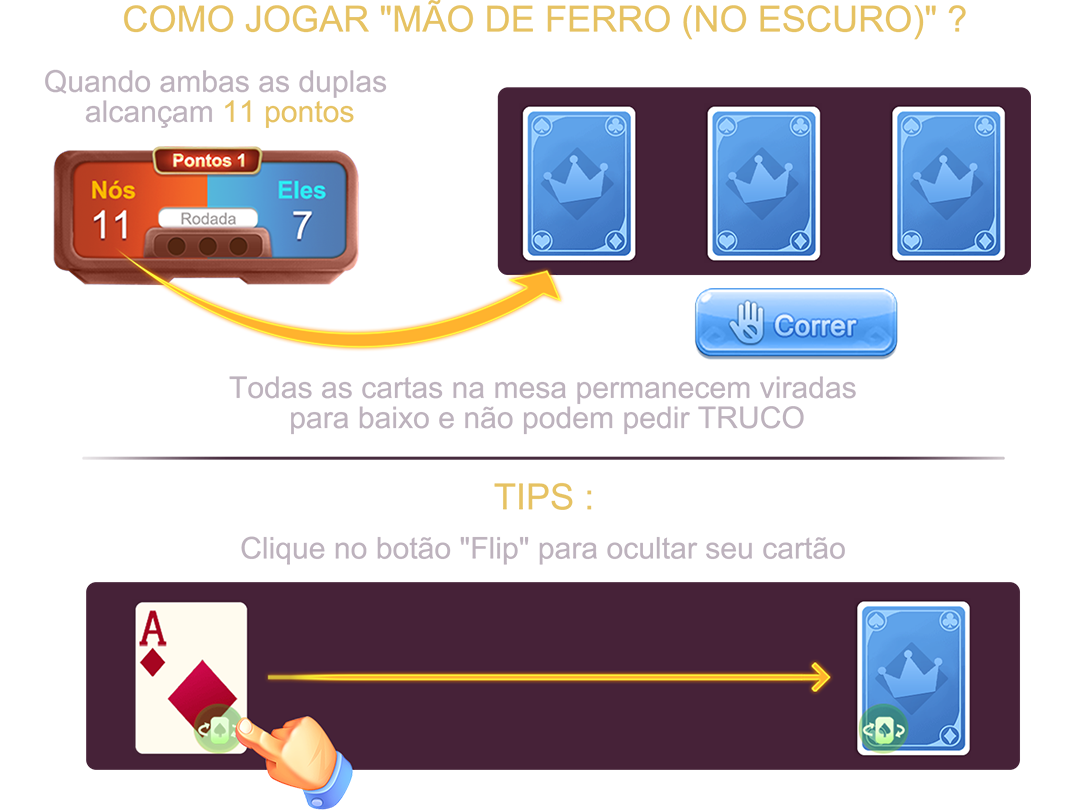 COMO JOGAR "MÃO DE FERRO (NO ESCURO)" ?
Quando ambas as duplas
alcançam 11 pontos
Pontos 1
Nós
Eles
11
7
Rodada
Correr
Todas as cartas na mesa permanecem viradas
para baixo e não podem pedir TRUCO
TIPS :
Clique no botão "Flip" para ocultar seu cartão
A